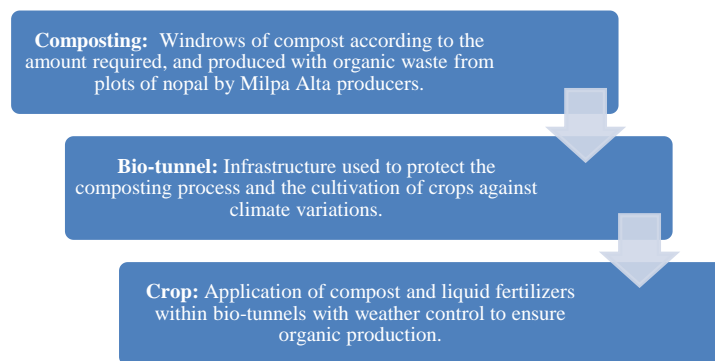 Composting: Windrows of compost according to the
amount required, and produced with organic waste from
plots of nopal by Milpa Alta producers.
Bio-tunnel: Infrastructure used to protect the
composting process and the cultivation of crops against
climate variations.
Crop: Application of compost and liquid fertilizers
within bio-tunnels with weather control to ensure
organic production.